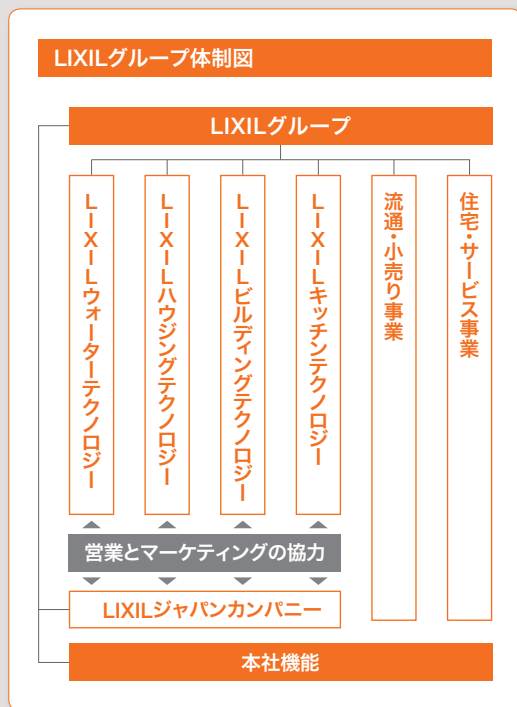 LIXILグループ体制図
LIXILグループ
LIXILウォーターテクノロジー
LIXILハウジングテクノロジー
LIXILビルディングテクノロジー
LIXILキッチンテクノロジー
流通・小売り事業
住宅・サービス事業
営業とマーケティングの協力
LIXILジャパンカンパニー
本社機能